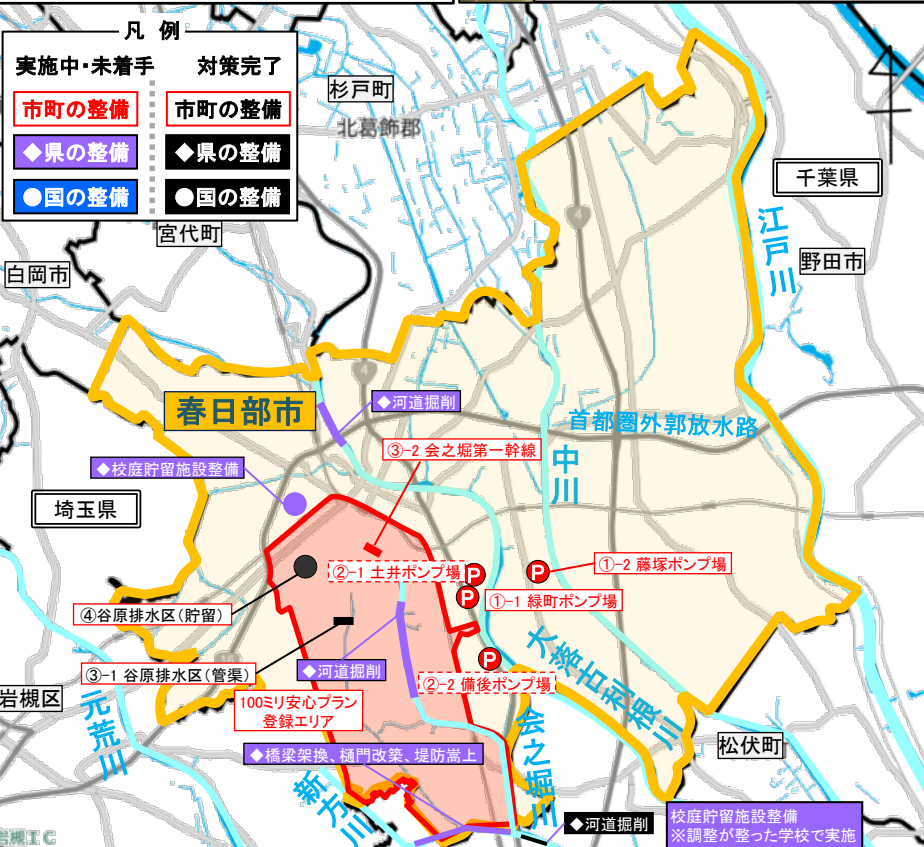 凡 例
実施中・未着手
対策完了
市町の整備
市町の整備
◆県の整備
◆県の整備
●国の整備
●国の整備
杉戸町
北葛飾郡
千葉県
宮代町
白岡市
江戸川
野田市
4
4
春日部市
◆河道掘削
首都圏外郭放水路
③-2 会之堀第一幹線
中川
◆校庭貯留施設整備
埼玉県
②-1 土井ポンプ場
P
P
①-2 藤塚ポンプ場
P
①-1 緑町ポンプ場
④谷原排水区(貯留)
大落古利根川
P
③-1 谷原排水区(管渠)
◆河道掘削
②-2 備後ポンプ場
岩槻区
元荒川
100ミリ安心プラン
登録エリア
会之堀川
松伏町
◆橋梁架換、樋門改築、堤防嵩上
新方川
◆河道掘削
校庭貯留施設整備
※調整が整った学校で実施
岩槻IC